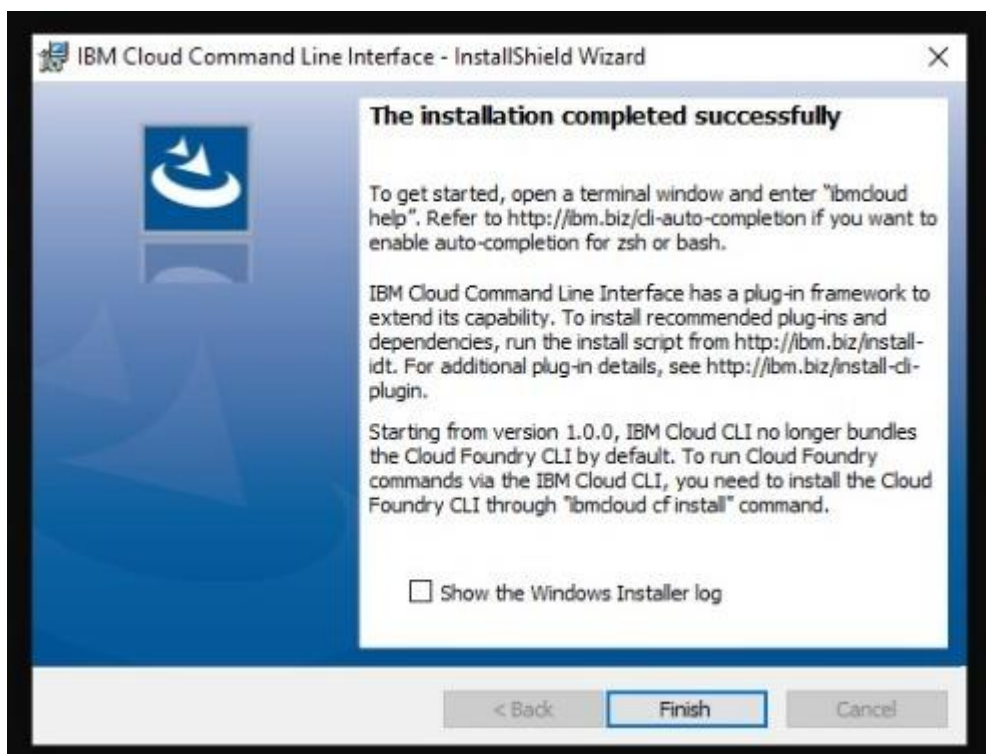 IBM Cloud Command Line Interface - InstallShield Wizard
The installation completed successfully
To get started, open a terminal window and enter "ibmcloud
help". Refer to http://ibm.biz/cli-auto-completion if you want to
enable auto-completion for zsh or bash.
IBM Cloud Command Line Interface has a plug-in framework to
extend its capability. To install recommended plug-ins and
dependencies, run the install script from http://ibm.biz/install-
idt. For additional plug-in details, see http://ibm.biz/install-cli-
plugin.
Starting from version 1.0.0, IBM Cloud CLI no longer bundles
the Cloud Foundry CLI by default. To run Cloud Foundry
commands via the IBM Cloud CLI, you need to install the Cloud
Foundry CLI through "ibmcloud cf install" command.
Show the Windows Installer log
< Back Finish Cancel